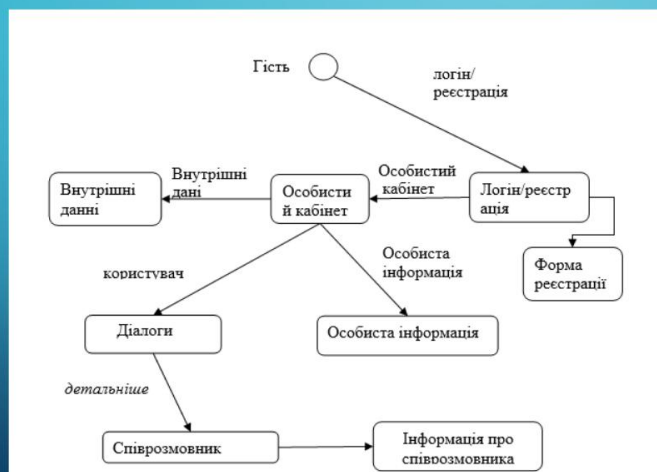 Гість
логін/
реєстрація
Внутрішні
дані
Особистий
кабінет
Внутрішні
данні
Особисти
й кабінет
Логін/реєстр
ація
Особиста
інформація
Форма
реєстрації
користувач
Діалоги
Особиста інформація
детальніше
Співрозмовник
Інформація про
співрозмовника